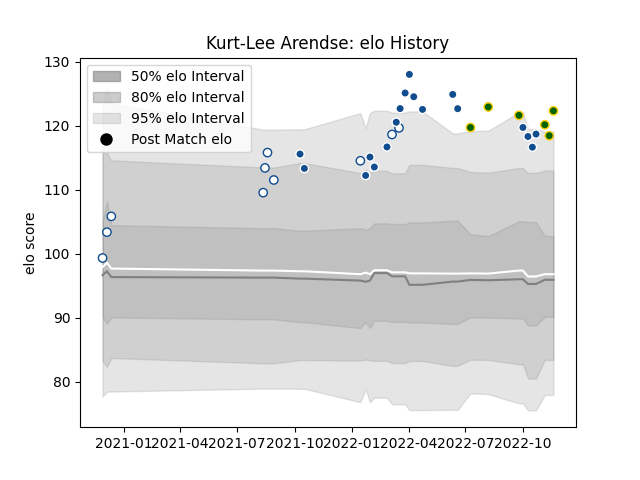 Kurt-Lee Arendse: elo History
130
120
110
100
90
80
elo score
50% elo Interval
80% elo Interval
95% elo Interval
Post Match elo
2021-01 2021-04 2021-07 2021-10 2022-01 2022-04 2022-07 2022-10